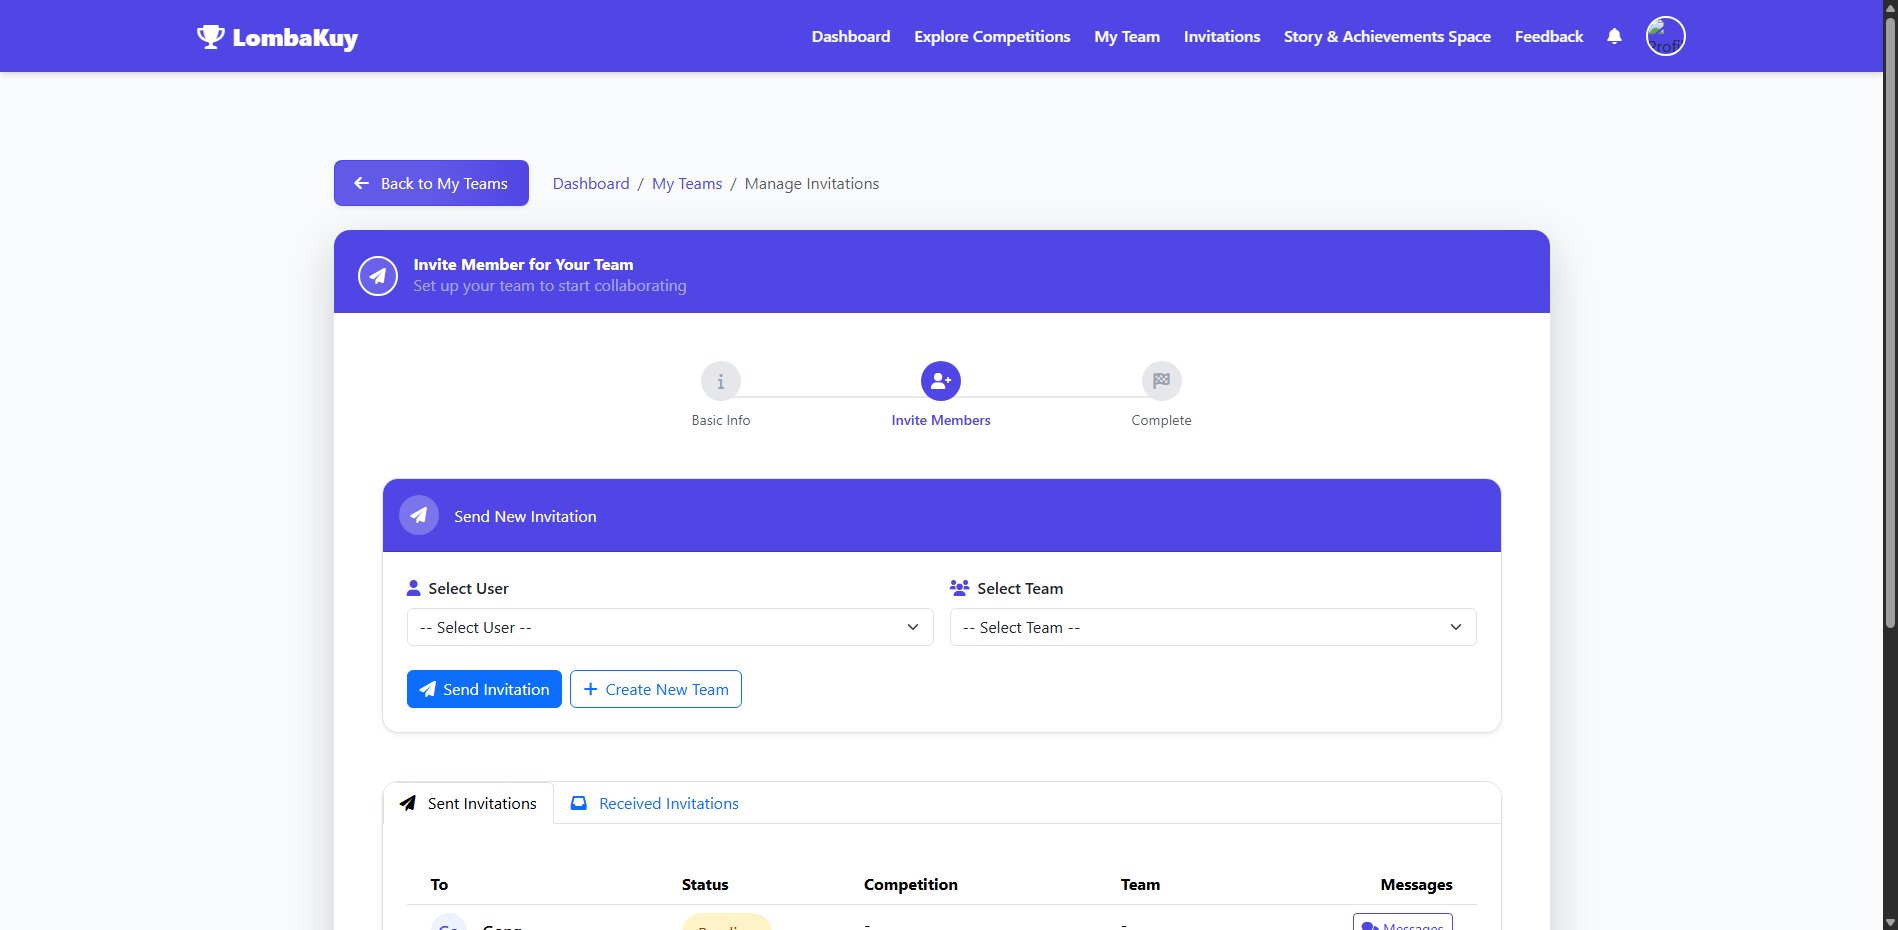 LombaKuy
Dashboard Explore Competitions My Team Invitations Story & Achievements Space Feedback
Back to My Teams Dashboard / My Teams / Manage Invitations
Invite Member for Your Team
Set up your team to start collaborating
Basic Info Invite Members Complete
Send New Invitation
Select User Select Team
-- Select User -- -- Select Team --
Send Invitation Create New Team
Sent Invitations Received Invitations
To Status Competition Team Messages
- - Messages